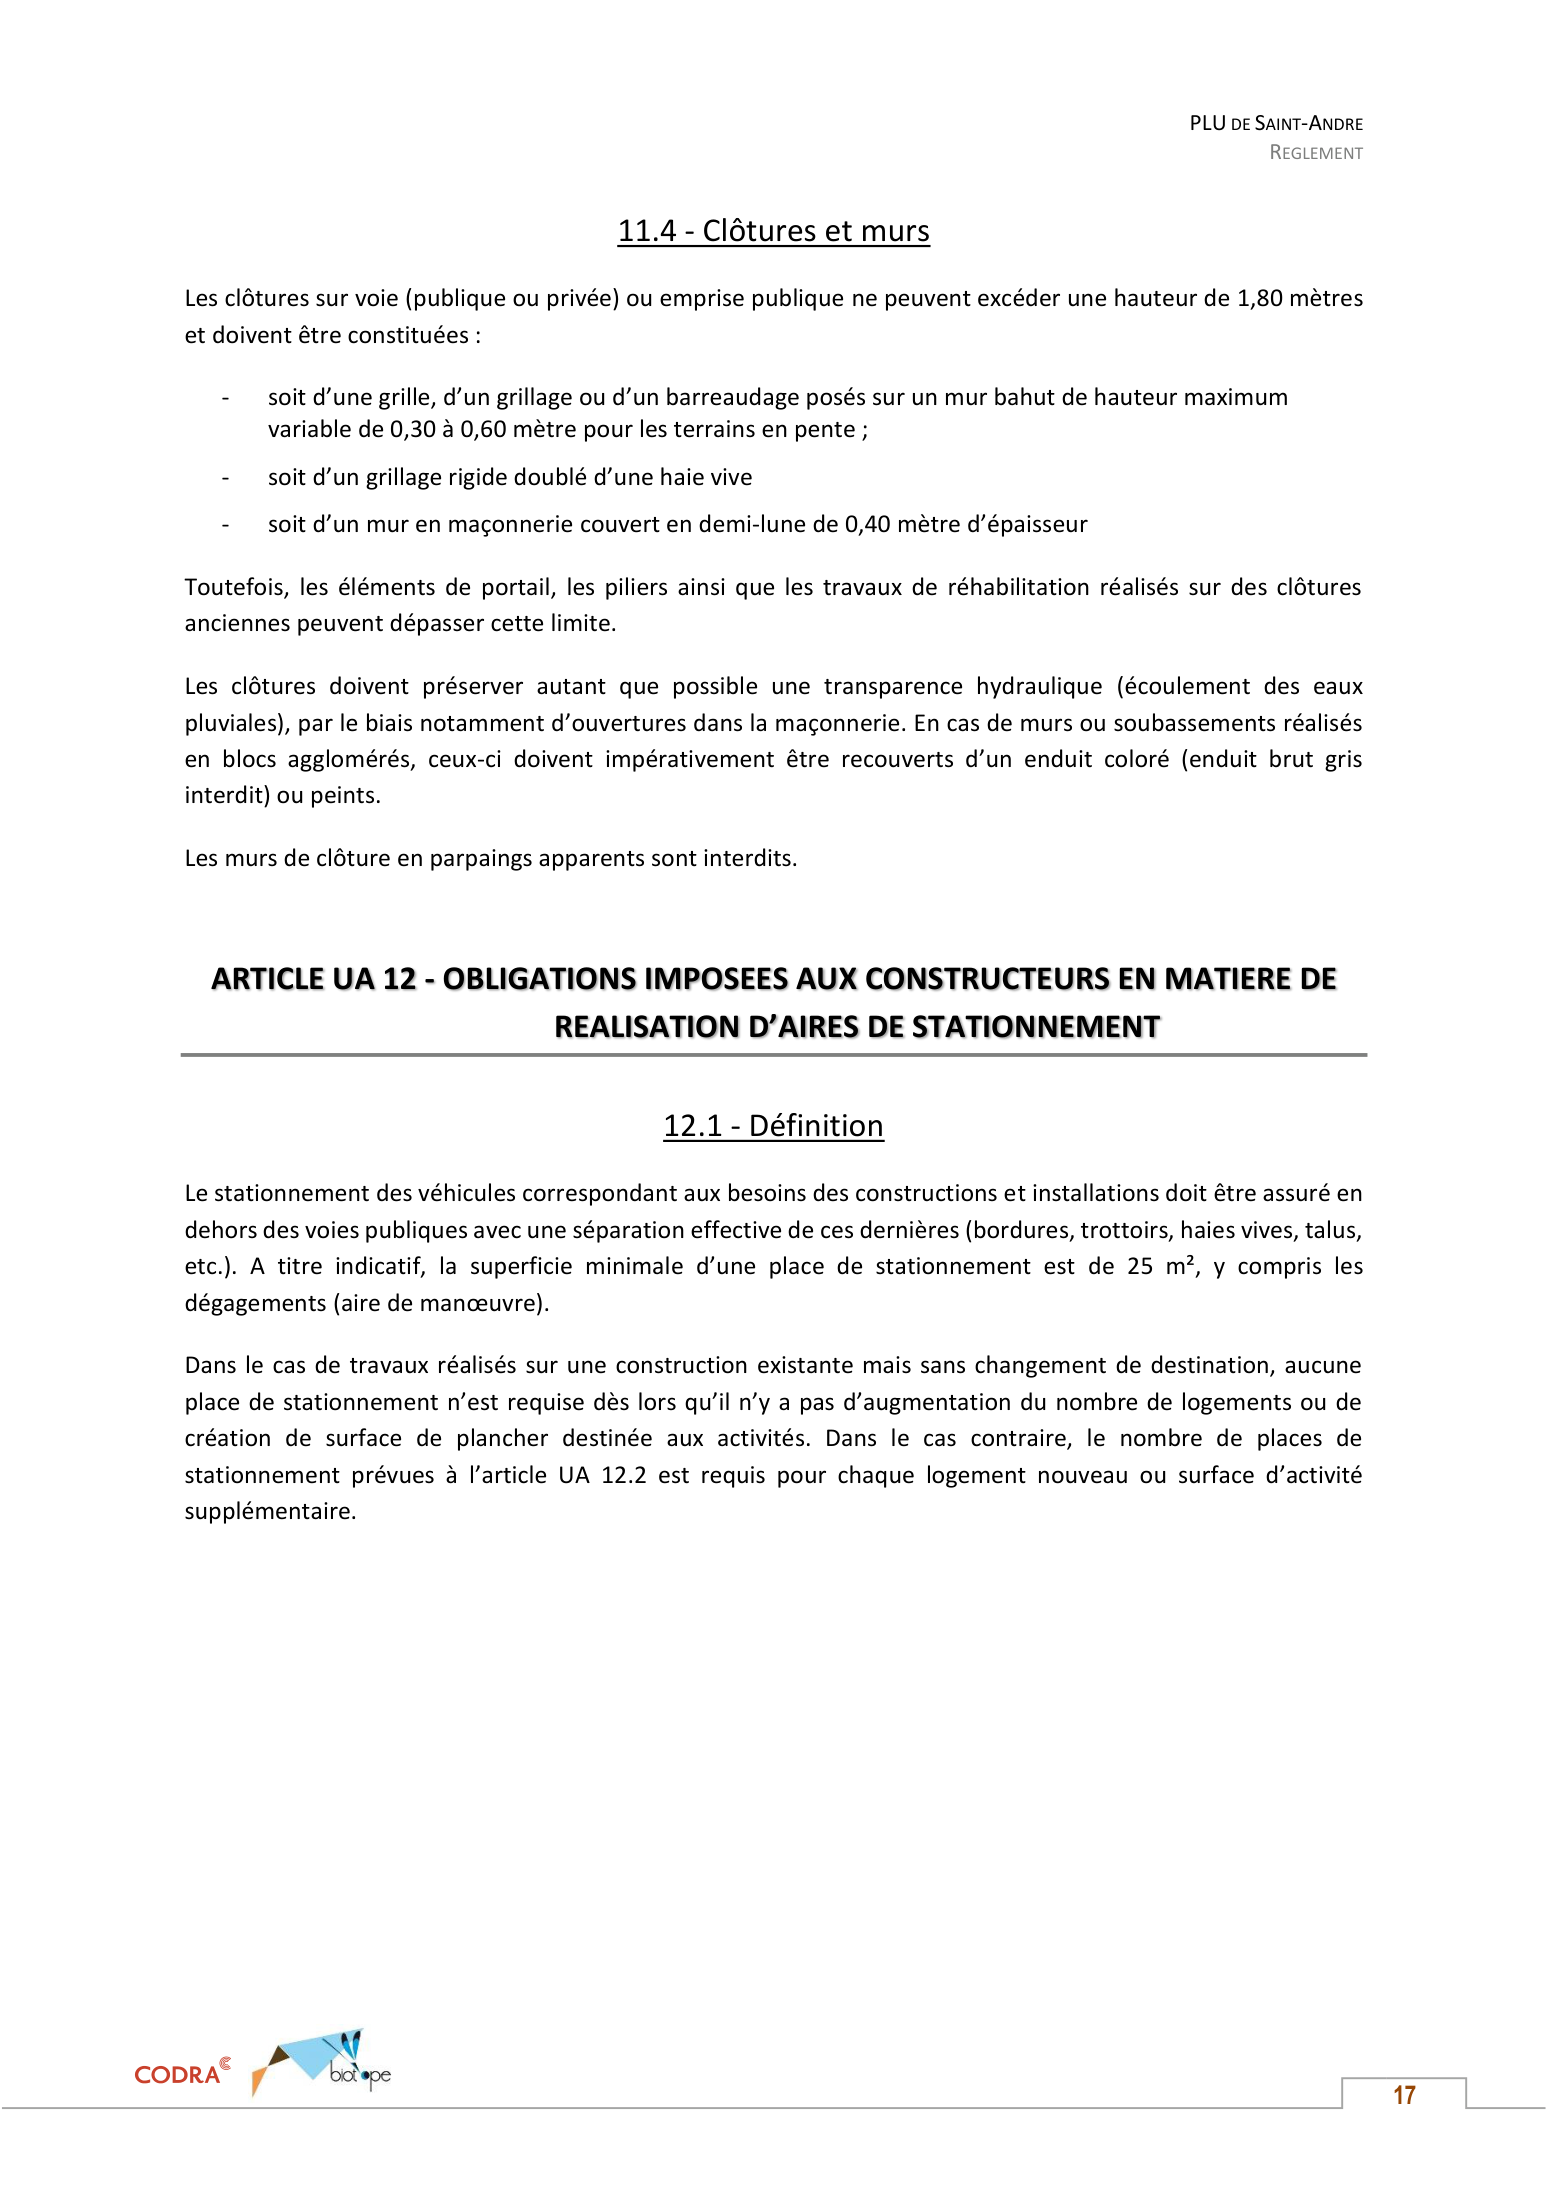 PLU DE SAINT-ANDRE
REGLEMENT
11.4 - Clôtures et murs
Les clôtures sur voie (publique ou privée) ou emprise publique ne peuvent excéder une hauteur de 1,80 mètres
et doivent être constituées :
- soit d’une grille, d’un grillage ou d’un barreaudage posés sur un mur bahut de hauteur maximum
variable de 0,30 à 0,60 mètre pour les terrains en pente ;
- soit d’un grillage rigide doublé d’une haie vive
- soit d’un mur en maçonnerie couvert en demi-lune de 0,40 mètre d’épaisseur
Toutefois, les éléments de portail, les piliers ainsi que les travaux de réhabilitation réalisés sur des clôtures
anciennes peuvent dépasser cette limite.
Les clôtures doivent préserver autant que possible une transparence hydraulique (écoulement des eaux
pluviales), par le biais notamment d’ouvertures dans la maçonnerie. En cas de murs ou soubassements réalisés
en blocs agglomérés, ceux-ci doivent impérativement être recouverts d’un enduit coloré (enduit brut gris
interdit) ou peints.
Les murs de clôture en parpaings apparents sont interdits.
ARTICLE UA 12 - OBLIGATIONS IMPOSEES AUX CONSTRUCTEURS EN MATIERE DE
REALISATION D’AIRES DE STATIONNEMENT
12.1 - Définition
Le stationnement des véhicules correspondant aux besoins des constructions et installations doit être assuré en
dehors des voies publiques avec une séparation effective de ces dernières (bordures, trottoirs, haies vives, talus,
etc.). A titre indicatif, la superficie minimale d’une place de stationnement est de 25 m², y compris les
dégagements (aire de manœuvre).
Dans le cas de travaux réalisés sur une construction existante mais sans changement de destination, aucune
place de stationnement n’est requise dès lors qu’il n’y a pas d’augmentation du nombre de logements ou de
création de surface de plancher destinée aux activités. Dans le cas contraire, le nombre de places de
stationnement prévues à l’article UA 12.2 est requis pour chaque logement nouveau ou surface d’activité
supplémentaire.
CODRA
biotope
17